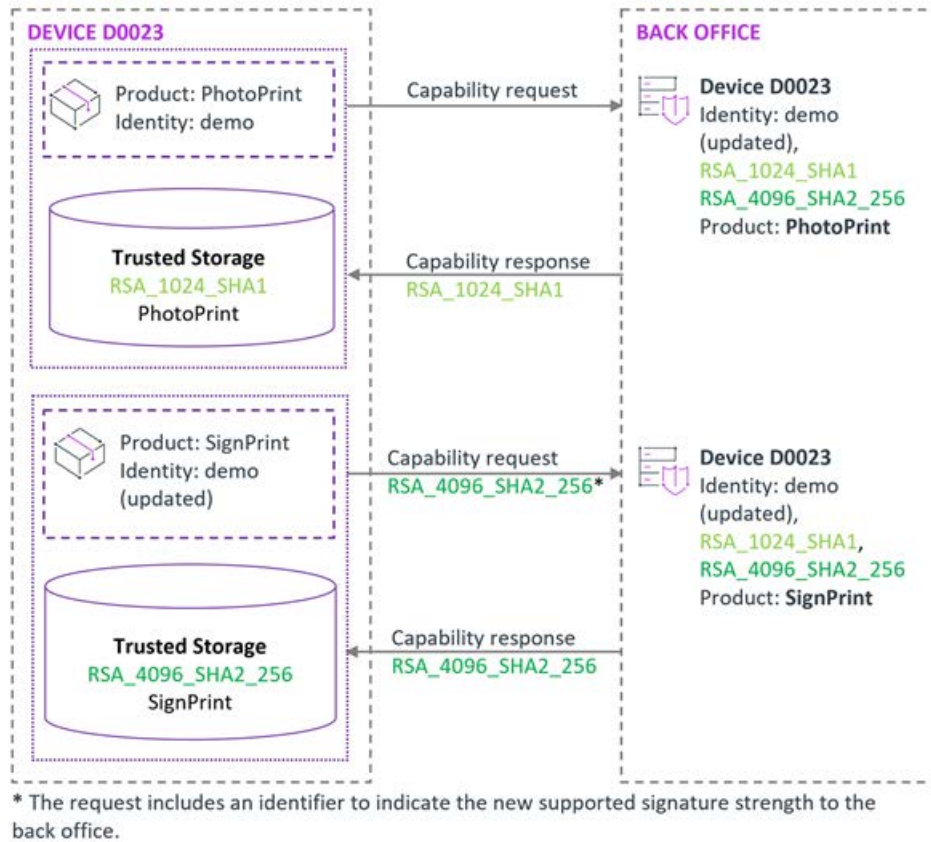 DEVICE D0023
Product: PhotoPrint
Identity: demo
Trusted Storage
RSA_1024_SHA1
PhotoPrint
Capability request
Capability response
RSA_1024_SHA1
BACK OFFICE
Device D0023
Identity: demo
(updated),
RSA_1024_SHA1
RSA_4096_SHA2_256
Product: PhotoPrint
Product: SignPrint
Identity: demo
(updated)
Trusted Storage
RSA_4096_SHA2_256
SignPrint
Capability request
RSA_4096_SHA2_256*
Capability response
RSA_4096_SHA2_256
Device D0023
Identity: demo
(updated),
RSA_1024_SHA1,
RSA_4096_SHA2_256
Product: SignPrint
* The request includes an identifier to indicate the new supported signature strength to the
back office.